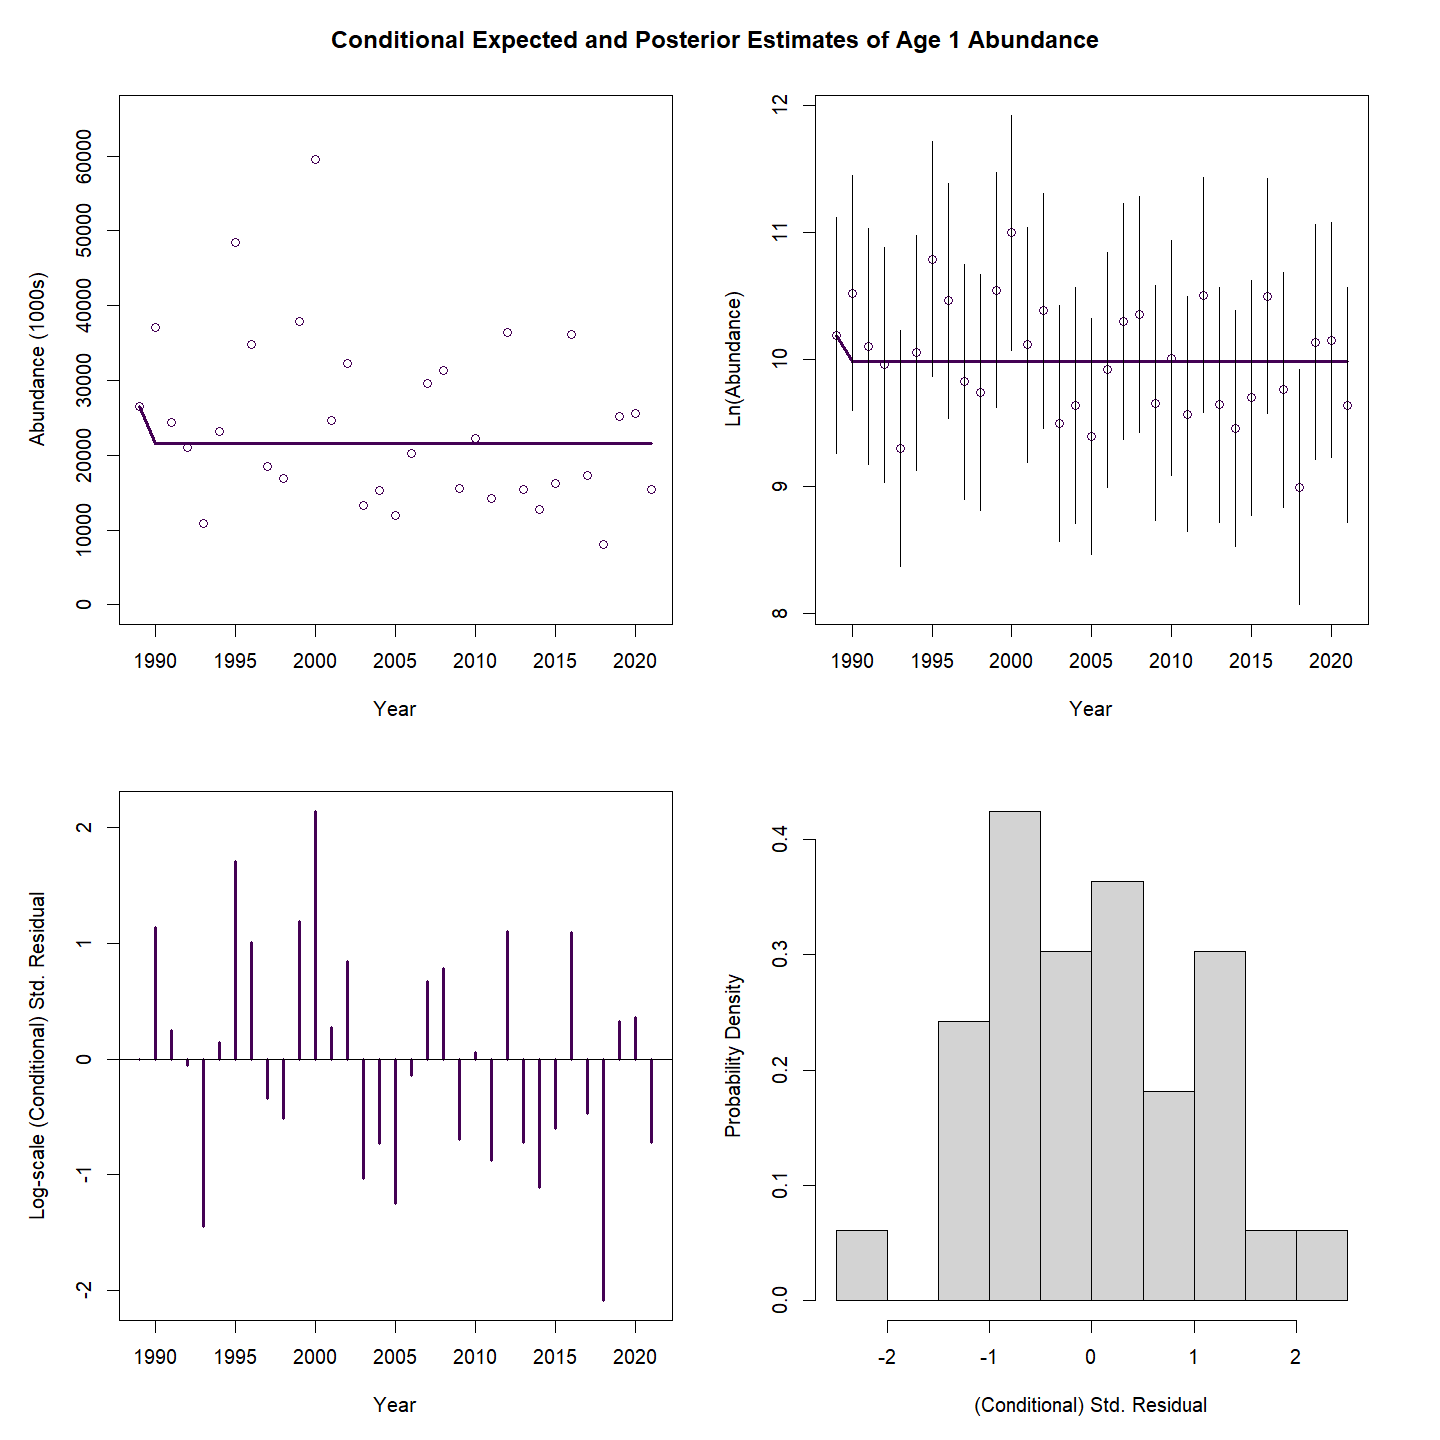 Conditional Expected and Posterior Estimates of Age 1 Abundance
Abundance (1000s)
60000
50000
40000
30000
20000
10000
0
1990 1995 2000 2005 2010 2015 2020
Year
Ln(Abundance)
12
11
10
9
8
1990 1995 2000 2005 2010 2015 2020
Year
Log-scale (Conditional) Std. Residual
2
1
0
-1
-2
1990 1995 2000 2005 2010 2015 2020
Year
Probability Density
0.4
0.3
0.2
0.1
0.0
-2 -1 0 1 2
(Conditional) Std. Residual